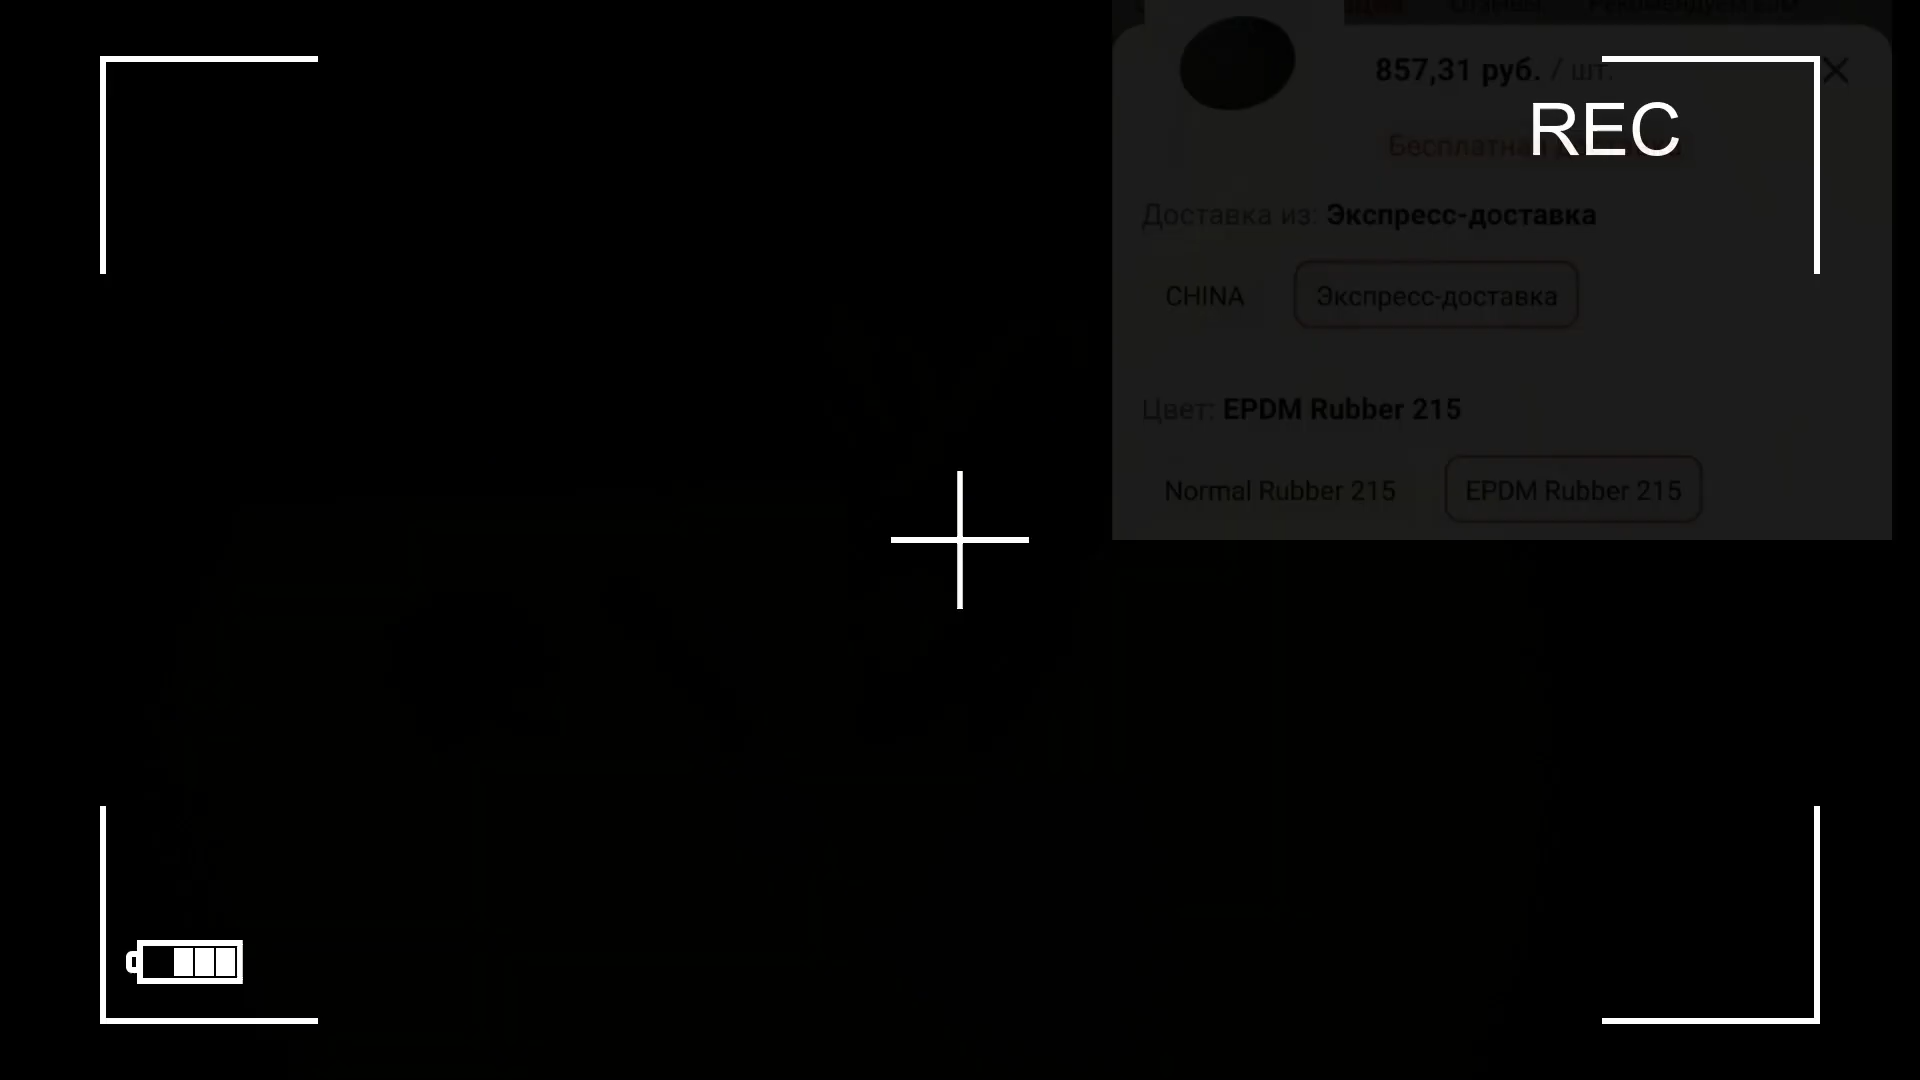 857,31 руб. / шт.
REC
Доставка из: Экспресс-доставка
CHINA Экспресс-доставка
Цвет: EPDM Rubber 215
Normal Rubber 215 EPDM Rubber 215